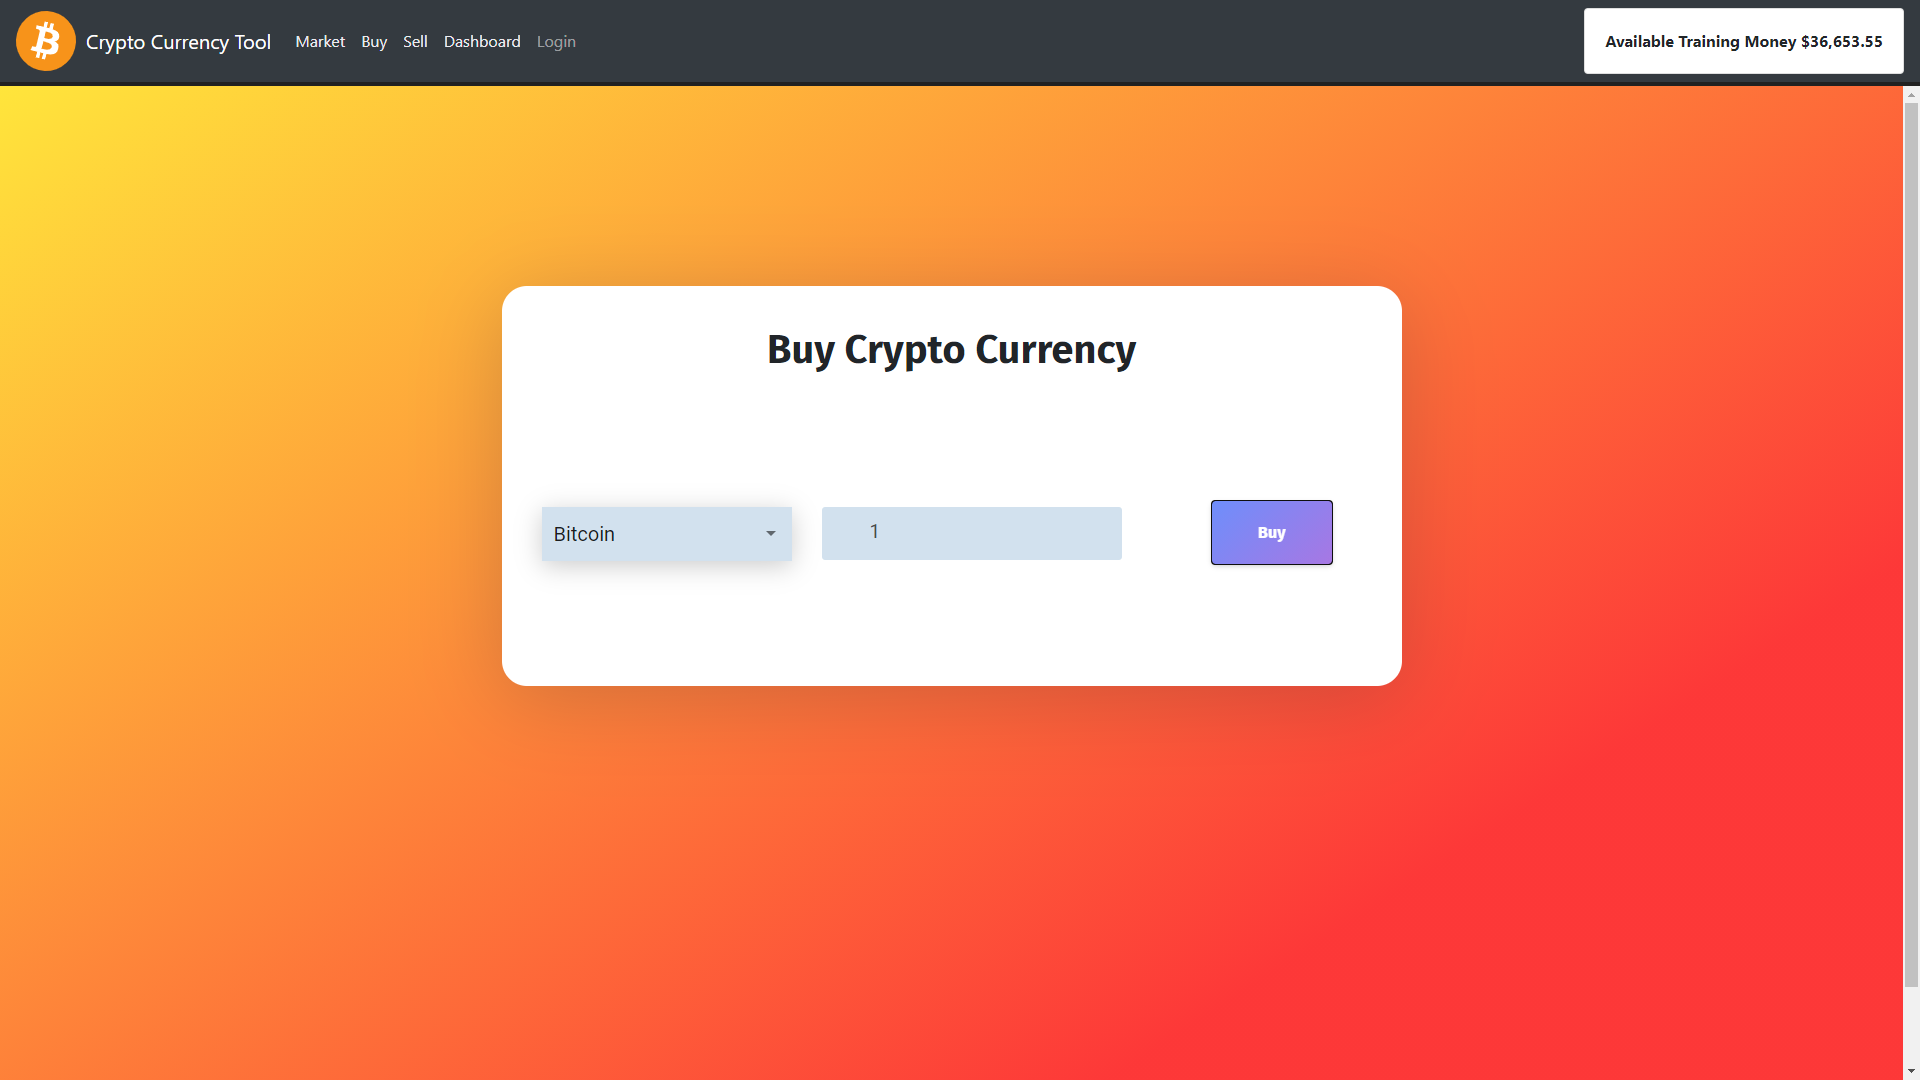 Crypto Currency Tool
Market
Buy
Sell
Dashboard
Login
Available Training Money $36,653.55
Buy Crypto Currency
Bitcoin
1
Buy